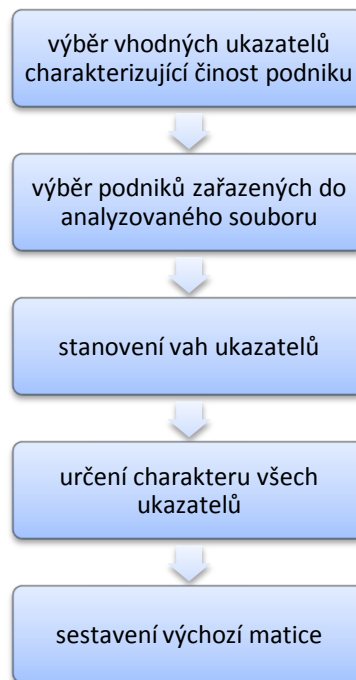 výběr vhodných ukazatelů
charakterizující činost podniku
výběr podniků zařazených do
analyzovaného souboru
stanovení vah ukazatelů
určení charakteru všech
ukazatelů
sestavení výchozí matice